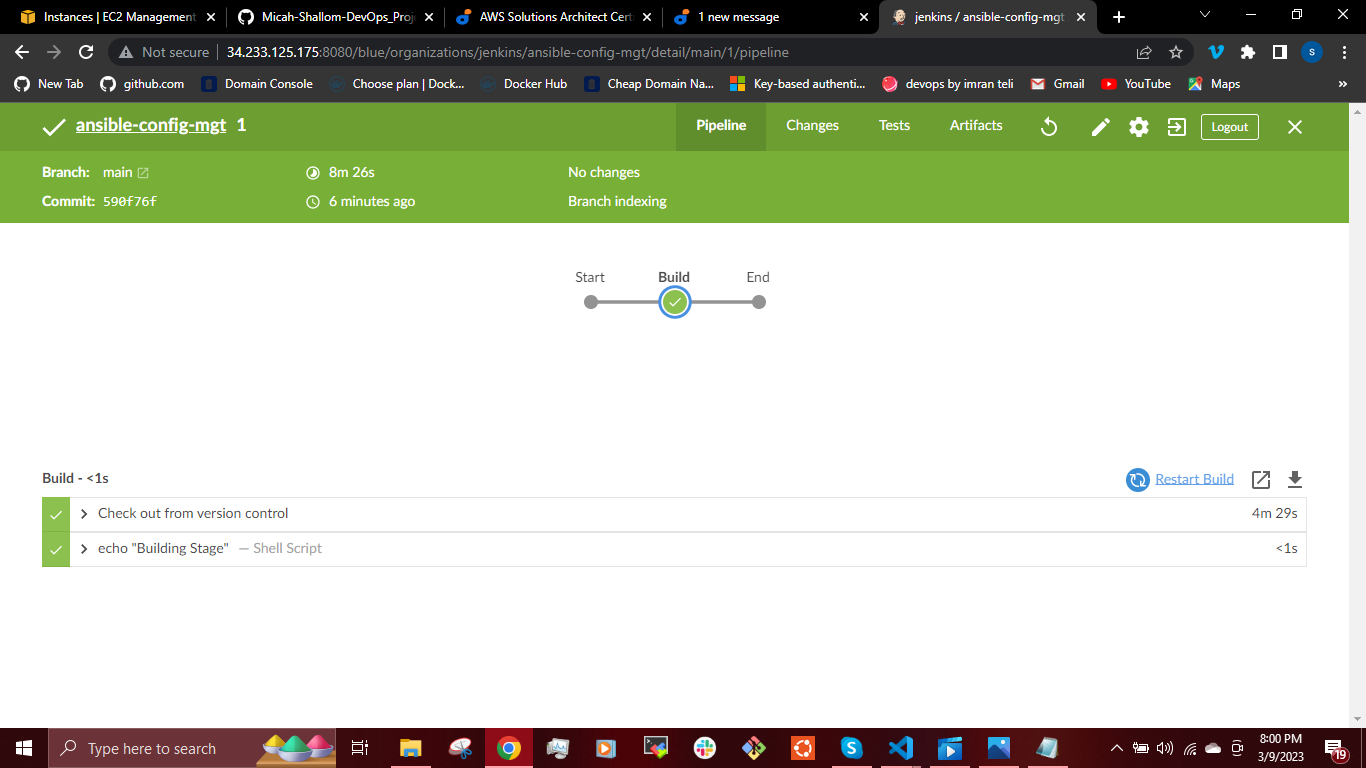 Instances | EC2 Management
Micah-Shallom-DevOps_Proj
AWS Solutions Architect Cert
1 new message
jenkins / ansible-config-mgt
Not secure
34.233.125.175:8080/blue/organizations/jenkins/ansible-config-mgt/detail/main/1/pipeline
S
New Tab
github.com
Domain Console
Choose plan | Dock...
Docker Hub
Cheap Domain Na...
Key-based authenti...
devops by imran teli
Gmail
YouTube
Maps
»
ansible-config-mgt 1
Pipeline
Changes
Tests
Artifacts
Logout
Branch: main
8m 26s
No changes
Commit: 590f76f
6 minutes ago
Branch indexing
Start
Build
End
Build - <1s
Restart Build
Check out from version control
4m 29s
echo "Building Stage" — Shell Script
<1s
Type here to search
8:00 PM
3/9/2023
19